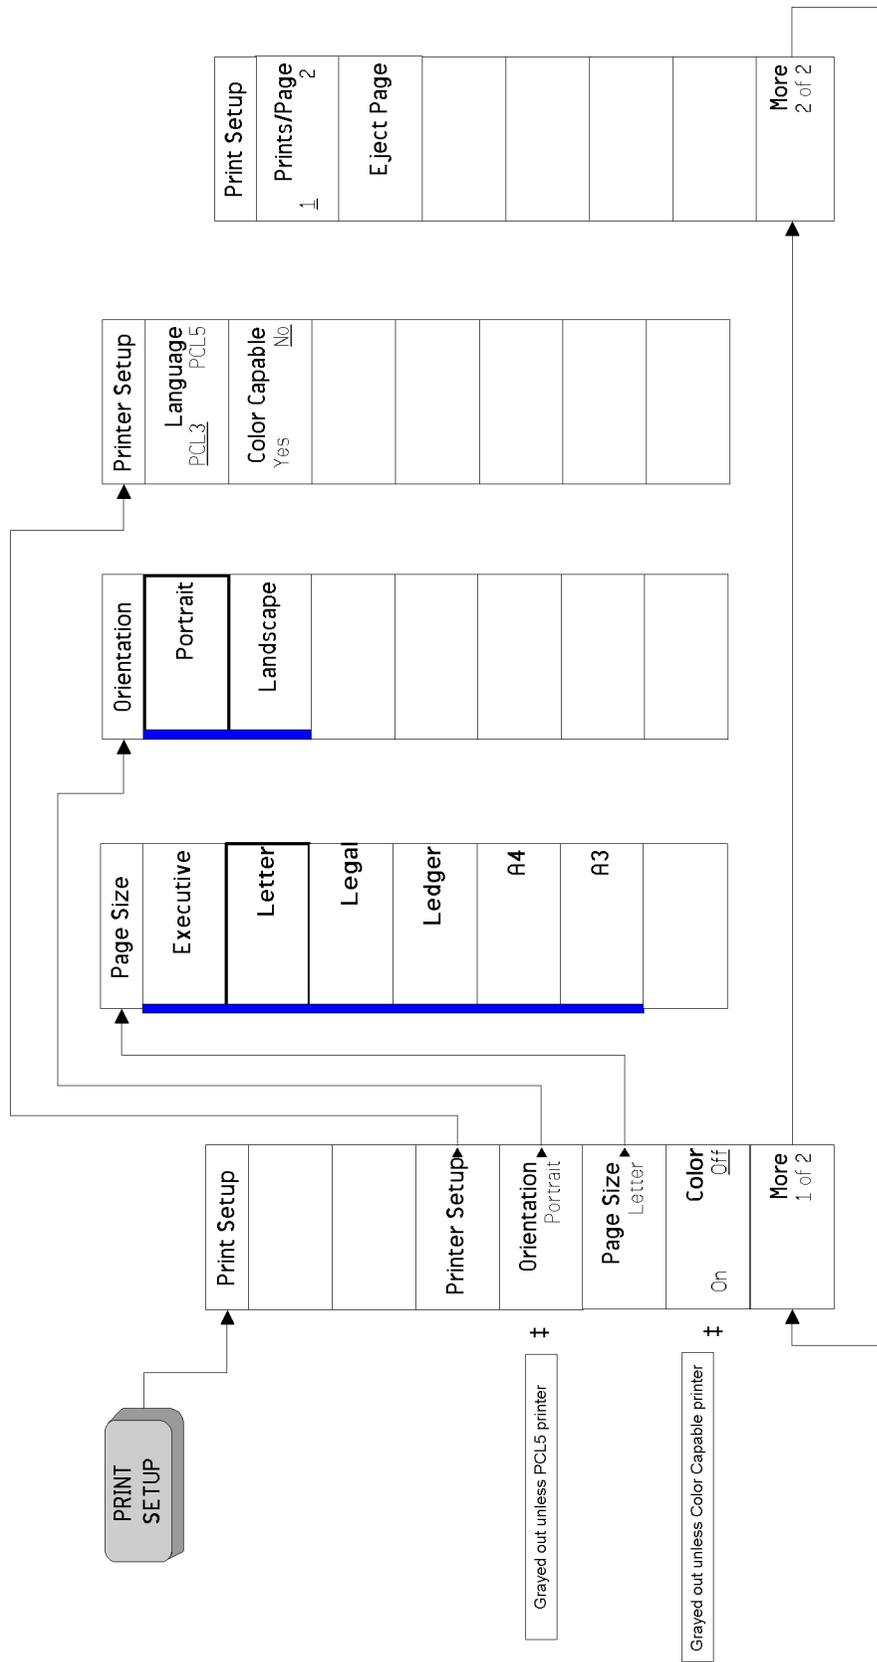 PRINT
SETUP
Grayed out unless PCL5 printer
‡
Grayed out unless Color Capable printer
‡
Print Setup
Printer Setup
Orientation
Portrait
Page Size
Letter
Color
On Off
More
1 of 2
Page Size
Executive
Letter
Legal
Ledger
A4
A3
Orientation
Portrait
Landscape
Printer Setup
Language
PCL3 PCL5
Color Capable
Yes No
Print Setup
Prints/Page
1 2
Eject Page
More
2 of 2